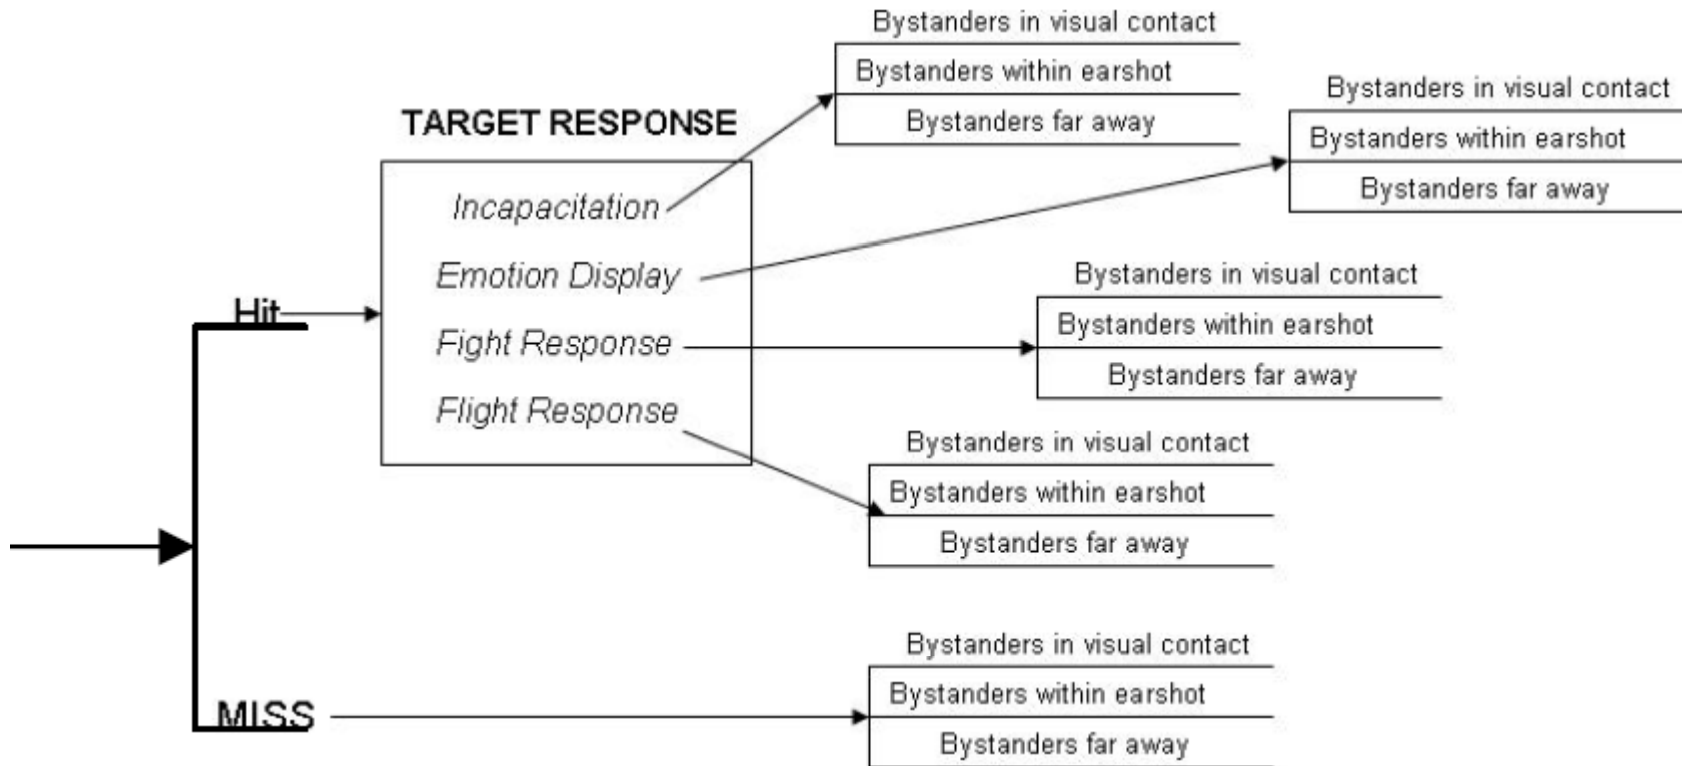 Bystanders in visual contact
Bystanders within earshot
Bystanders far away
Bystanders in visual contact
Bystanders within earshot
Bystanders far away
TARGET RESPONSE
Incapacitation
Emotion Display
Fight Response
Flight Response
Hit
Bystanders in visual contact
Bystanders within earshot
Bystanders far away
Bystanders in visual contact
Bystanders within earshot
Bystanders far away
MISS
Bystanders in visual contact
Bystanders within earshot
Bystanders far away